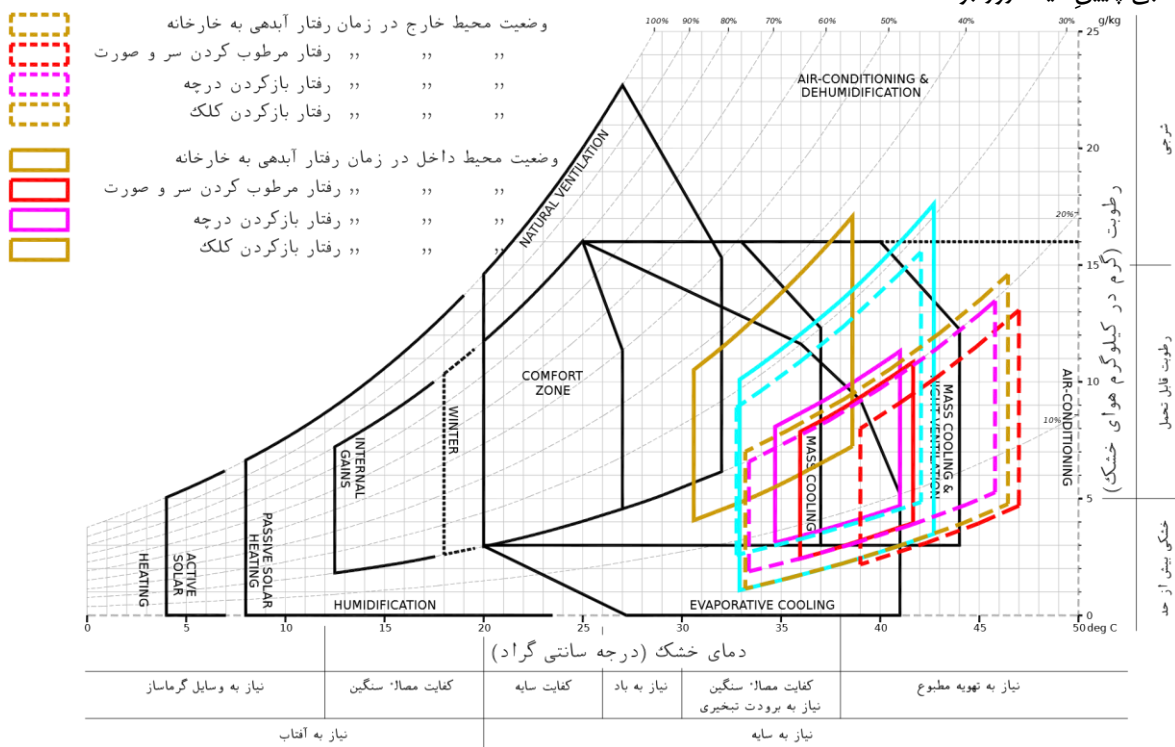 وضعیت محیط خارج در زمان رفتار آبدهی به خارخانه
,, ,, ,, رفتار مرطوب کردن سر و صورت
,, ,, ,, رفتار بازکردن درچه
,, ,, ,, رفتار بازکردن کلک
وضعیت محیط داخل در زمان رفتار آبدهی به خارخانه
,, ,, ,, رفتار مرطوب کردن سر و صورت
,, ,, ,, رفتار بازکردن درچه
,, ,, ,, رفتار بازکردن کلک
100% 90% 80% 70% 60% 40% 30% g/kg
25
AIR-CONDITIONING &
DEHUMIDIFICATION
20
20%
15
10
10%
5
0
NATURAL VENTILATION
COMFORT
ZONE
WINTER
INTERNAL
GAINS
PASSIVE SOLAR
HEATING
ACTIVE
SOLAR
HEATING
HUMIDIFICATION
EVAPORATIVE COOLING
MASS COOLING
MASS COOLING &
NIGHT VENTILATION
AIR-CONDITIONING
رطوبت (گرم در کیلوگرم هوای خشک)
شرجی
رطوبت قابل تحمل
خشکی بیش از حد
0 5 10 15 20 25 30 35 40 45 50 deg C
دمای خشک (درجه سانتی گراد)
نیاز به وسایل گرماساز
کفایت مصالح سنگین
کفایت سایه
نیاز به باد
کفایت مصالح سنگین
نیاز به برودت تبخیری
نیاز به تهویه مطبوع
نیاز به آفتاب
نیاز به سایه